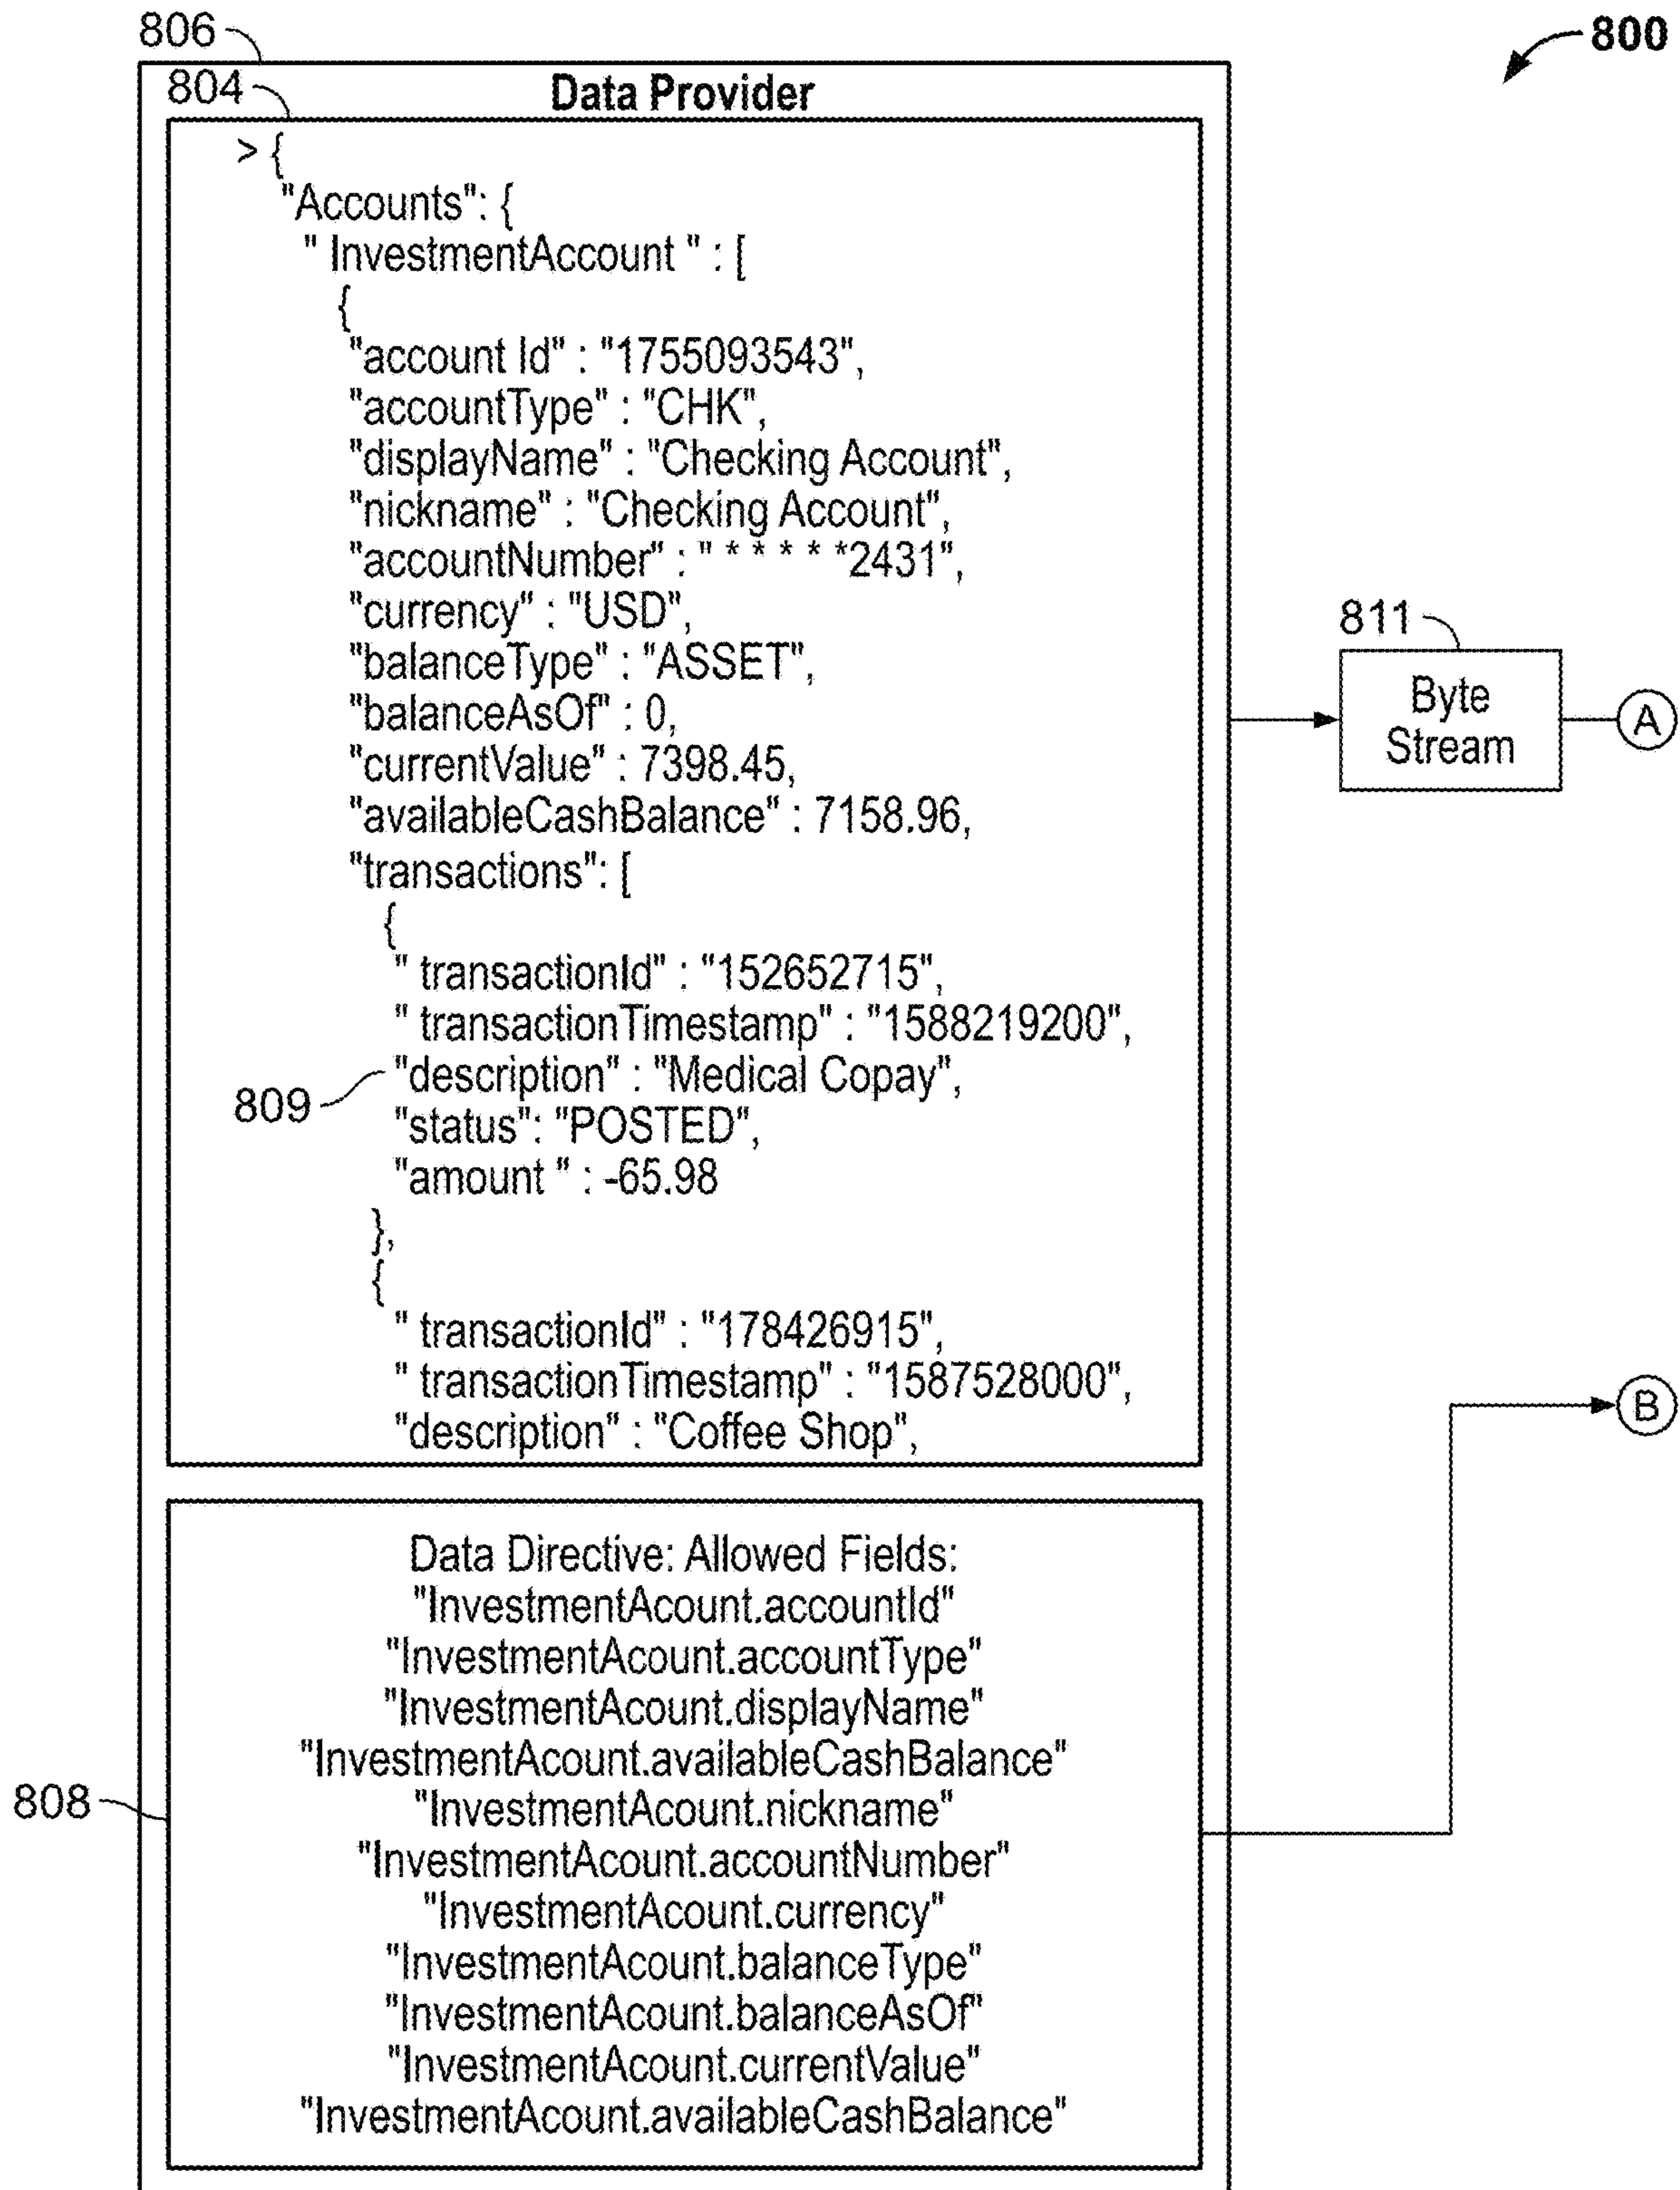 806
800
804
Data Provider
> {
"Accounts": {
" InvestmentAccount " : [
{
"account Id" : "1755093543",
"accountType" : "CHK",
"displayName" : "Checking Account",
"nickname" : "Checking Account",
"accountNumber" : " * * * * *2431",
"currency" : "USD",
"balanceType" : "ASSET",
"balanceAsOf" : 0,
"currentValue" : 7398.45,
"availableCashBalance" : 7158.96,
"transactions": [
{
" transactionId" : "152652715",
" transactionTimestamp" : "1588219200",
"description" : "Medical Copay",
809
"status": "POSTED",
"amount " : -65.98
},
{
" transactionId" : "178426915",
" transactionTimestamp" : "1587528000",
"description" : "Coffee Shop",
811
Byte
Stream
A
B
808
Data Directive: Allowed Fields:
"InvestmentAcount.accountId"
"InvestmentAcount.accountType"
"InvestmentAcount.displayName"
"InvestmentAcount.availableCashBalance"
"InvestmentAcount.nickname"
"InvestmentAcount.accountNumber"
"InvestmentAcount.currency"
"InvestmentAcount.balanceType"
"InvestmentAcount.balanceAsOf"
"InvestmentAcount.currentValue"
"InvestmentAcount.availableCashBalance"